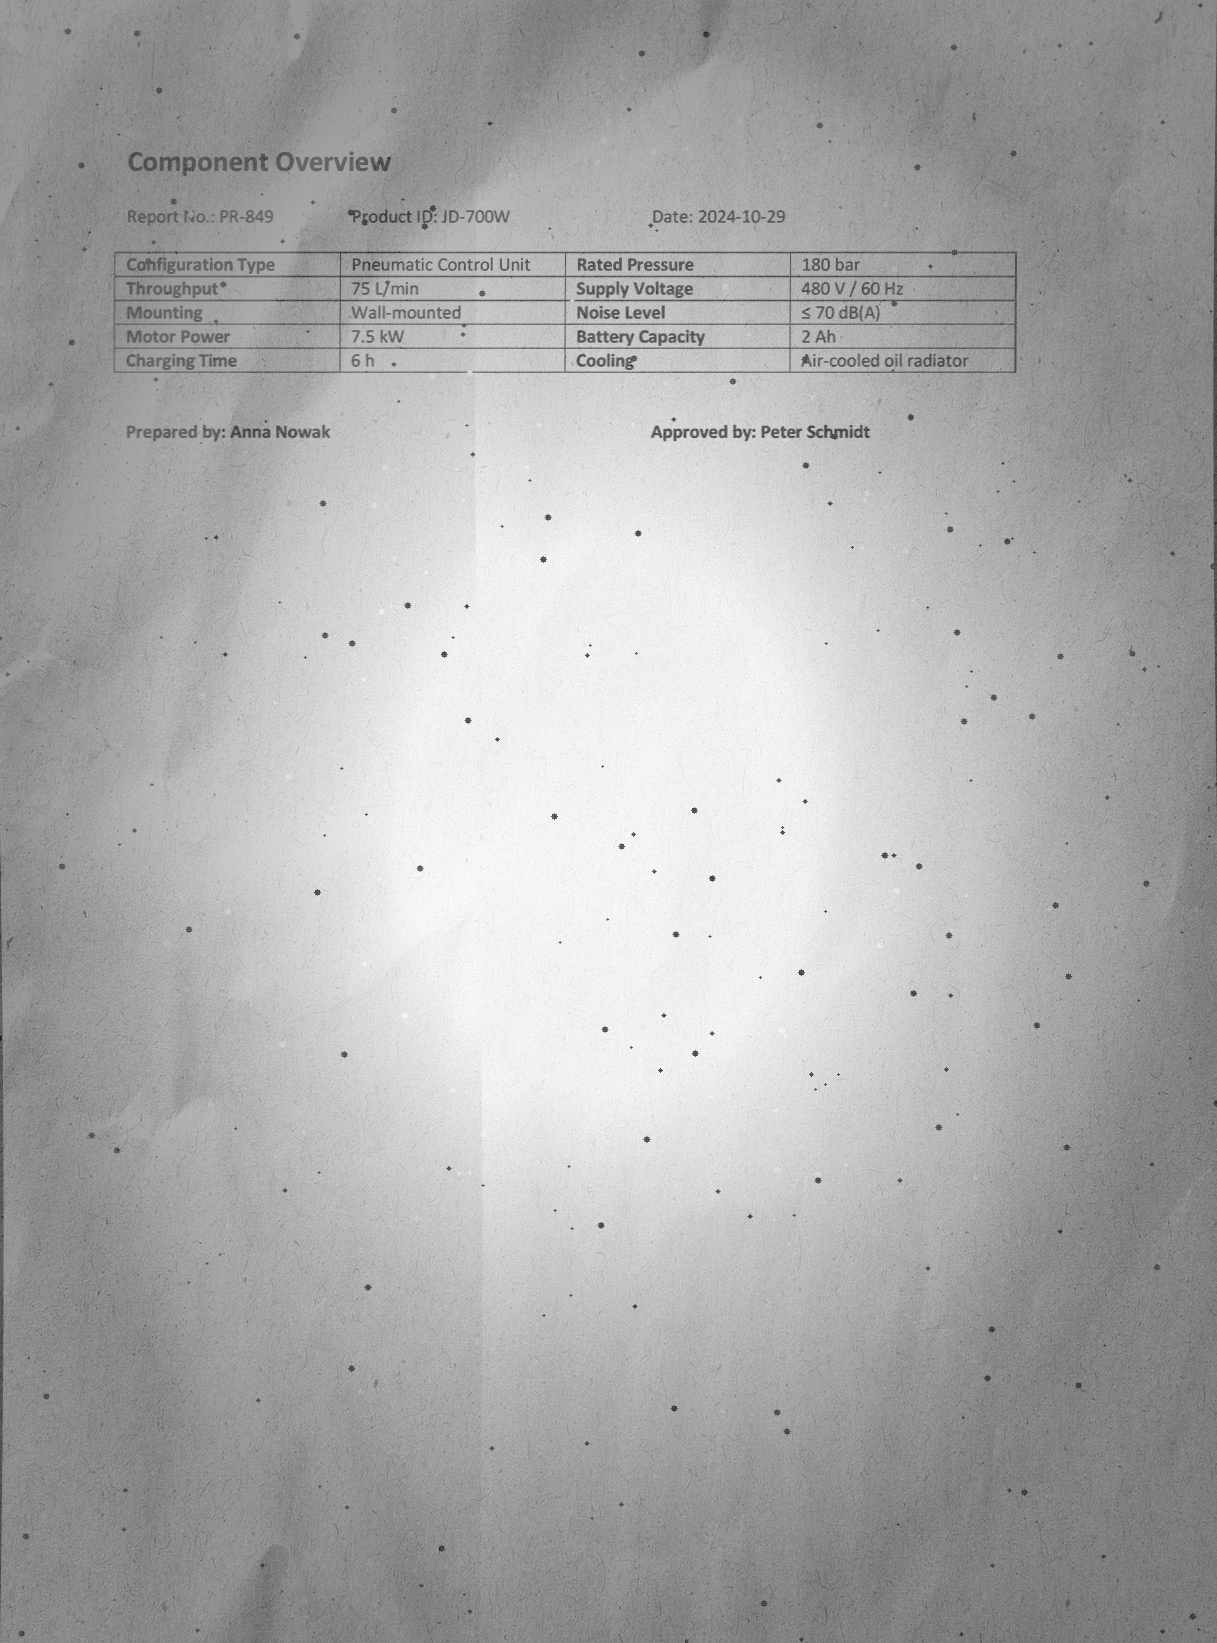 Component Overview
Report No.: PR-849 Product ID: JD-700W Date: 2024-10-29
Configuration Type Pneumatic Control Unit Rated Pressure 180 bar
Throughput 75 L/min Supply Voltage 480 V / 60 Hz
Mounting Wall-mounted Noise Level ≤ 70 dB(A)
Motor Power 7.5 kW Battery Capacity 2 Ah
Charging Time 6 h Cooling Air-cooled oil radiator
Prepared by: Anna Nowak Approved by: Peter Schmidt